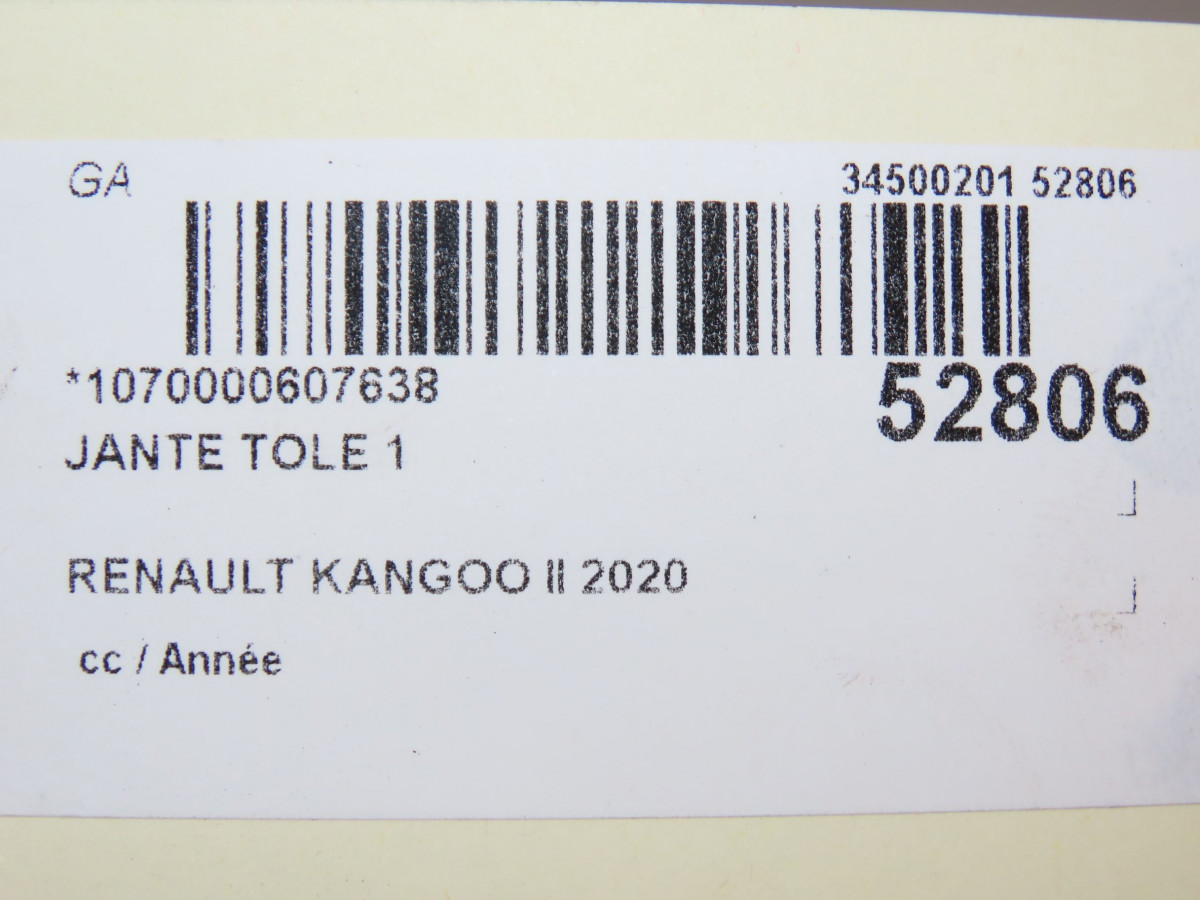 GA
34500201 52806
*1070000607638
52806
JANTE TOLE 1
RENAULT KANGOO II 2020
cc / Année